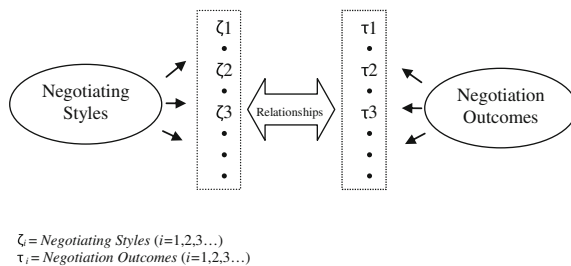 Negotiating
Styles
ζ1
•
ζ2
•
ζ3
•
•
•
Relationships
τ1
•
τ2
•
τ3
•
•
•
Negotiation
Outcomes
ζi = Negotiating Styles (i=1,2,3…)
τi = Negotiation Outcomes (i=1,2,3…)